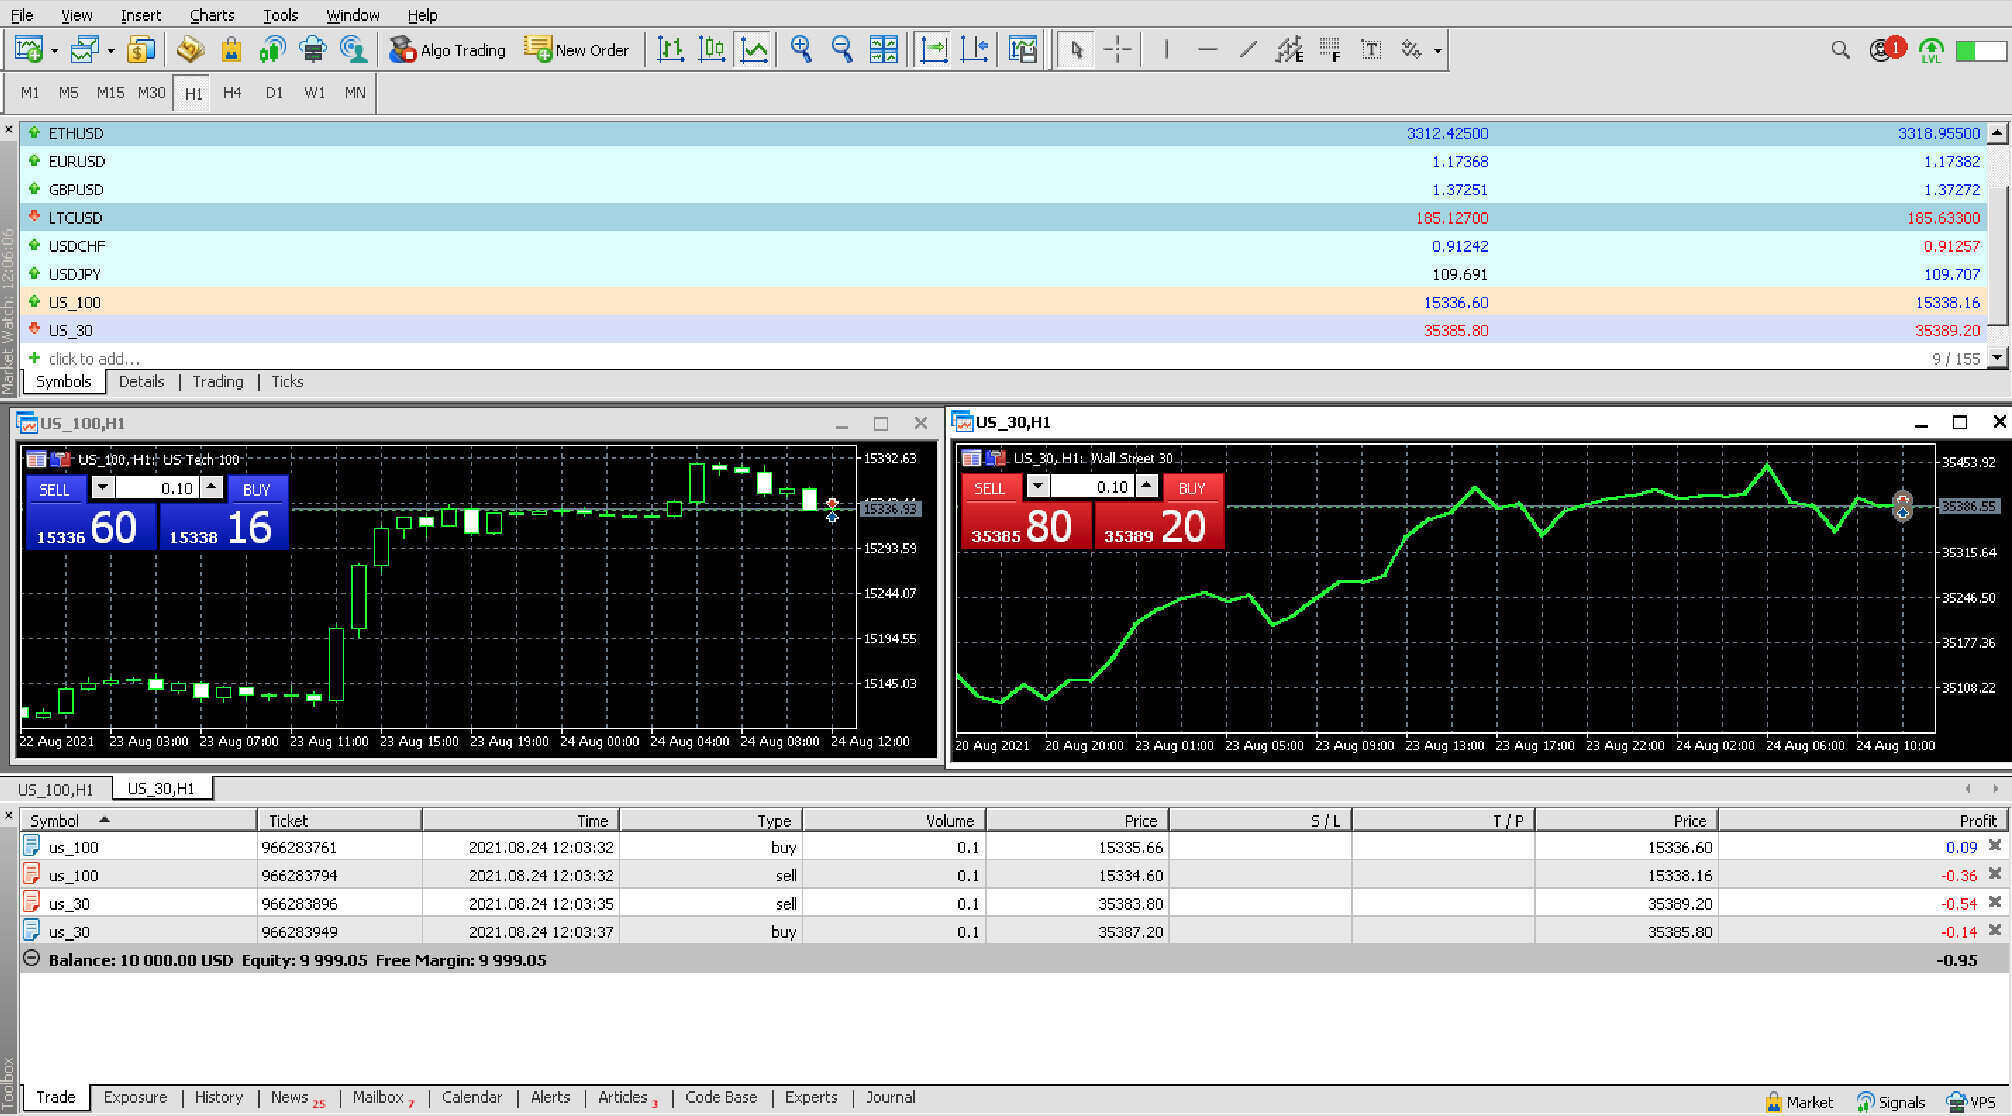 File View Insert Charts Tools Window Help
Algo Trading New Order 1 LVL
M1 M5 M15 M30 H1 H4 D1 W1 MN
ETHUSD 3312.42500 3318.95500
EURUSD 1.17368 1.17382
GBPUSD 1.37251 1.37272
LTCUSD 185.12700 185.63300
USDCHF 0.91242 0.91257
USDJPY 109.691 109.707
US_100 15336.60 15338.16
US_30 35385.80 35389.20
click to add... 9 / 155
Market Watch: 12:06:06
Symbols Details Trading Ticks
US_100,H1
US_100, H1: US Tech 100
SELL 0.10 BUY
15336 60 15338 16
15392.63
15336.93
15293.59
15244.07
15194.55
15145.03
22 Aug 2021 23 Aug 03:00 23 Aug 07:00 23 Aug 11:00 23 Aug 15:00 23 Aug 19:00 24 Aug 00:00 24 Aug 04:00 24 Aug 08:00 24 Aug 12:00
US_30,H1
US_30, H1: Wall Street 30
SELL 0.10 BUY
35385 80 35389 20
35453.92
35386.55
35315.64
35246.50
35177.36
35108.22
20 Aug 2021 20 Aug 20:00 23 Aug 01:00 23 Aug 05:00 23 Aug 09:00 23 Aug 13:00 23 Aug 17:00 23 Aug 22:00 24 Aug 02:00 24 Aug 06:00 24 Aug 10:00
US_100,H1 US_30,H1
Symbol Ticket Time Type Volume Price S / L T / P Price Profit
us_100 966283761 2021.08.24 12:03:32 buy 0.1 15335.66 15336.60 0.09
us_100 966283794 2021.08.24 12:03:32 sell 0.1 15334.60 15338.16 -0.36
us_30 966283896 2021.08.24 12:03:35 sell 0.1 35383.80 35389.20 -0.54
us_30 966283949 2021.08.24 12:03:37 buy 0.1 35387.20 35385.80 -0.14
Balance: 10 000.00 USD Equity: 9 999.05 Free Margin: 9 999.05 -0.95
Toolbox
Trade Exposure History News 25 Mailbox 7 Calendar Alerts Articles 3 Code Base Experts Journal
Market Signals VPS